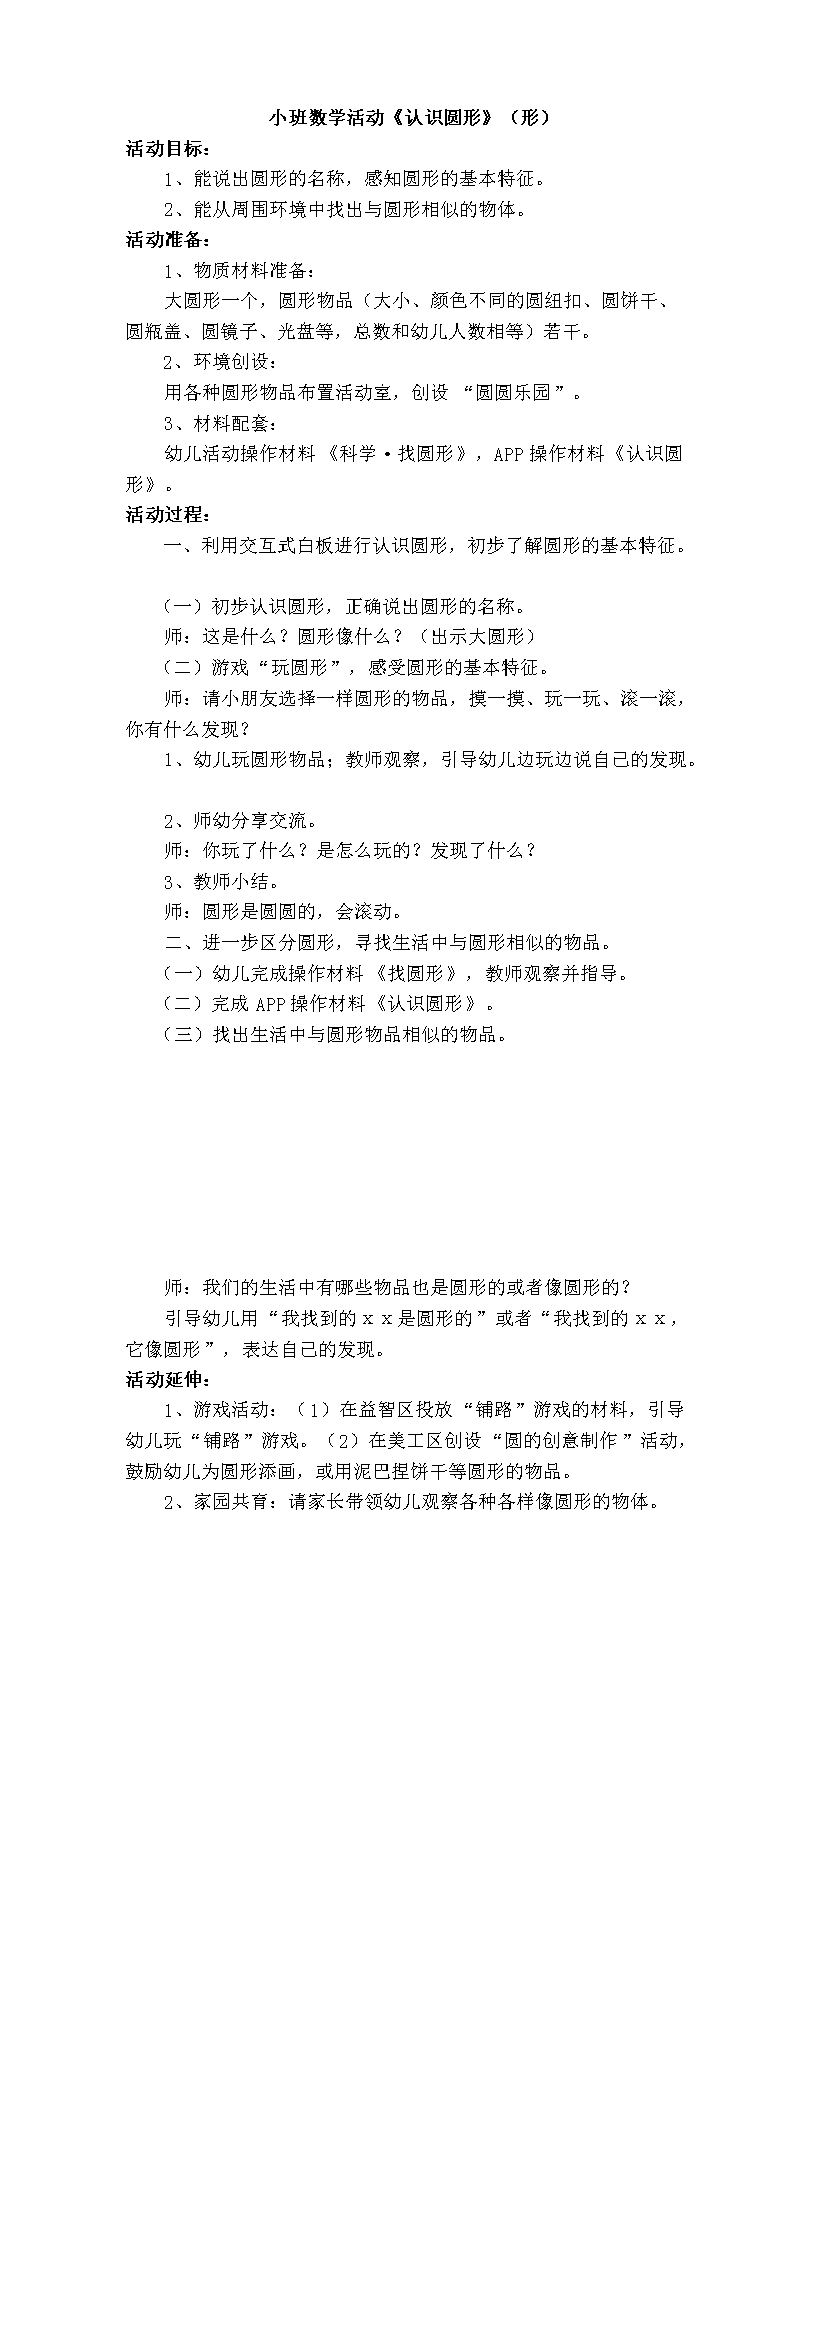 小班数学活动《认识圆形》（形）
活动目标：
1、能说出圆形的名称，感知圆形的基本特征。
2、能从周围环境中找出与圆形相似的物体。
活动准备：
1、物质材料准备：
大圆形一个，圆形物品（大小、颜色不同的圆纽扣、圆饼干、
圆瓶盖、圆镜子、光盘等，总数和幼儿人数相等）若干。
2、环境创设：
用各种圆形物品布置活动室，创设“圆圆乐园”。
3、材料配套：
幼儿活动操作材料《科学·找圆形》，APP操作材料《认识圆
形》。
活动过程：
一、利用交互式白板进行认识圆形，初步了解圆形的基本特征。
（一）初步认识圆形，正确说出圆形的名称。
师：这是什么？圆形像什么？（出示大圆形）
（二）游戏“玩圆形”，感受圆形的基本特征。
师：请小朋友选择一样圆形的物品，摸一摸、玩一玩、滚一滚，
你有什么发现？
1、幼儿玩圆形物品；教师观察，引导幼儿边玩边说自己的发现。
2、师幼分享交流。
师：你玩了什么？是怎么玩的？发现了什么？
3、教师小结。
师：圆形是圆圆的，会滚动。
二、进一步区分圆形，寻找生活中与圆形相似的物品。
（一）幼儿完成操作材料《找圆形》，教师观察并指导。
（二）完成APP操作材料《认识圆形》。
（三）找出生活中与圆形物品相似的物品。
师：我们的生活中有哪些物品也是圆形的或者像圆形的？
引导幼儿用“我找到的ｘｘ是圆形的”或者“我找到的ｘｘ，
它像圆形”，表达自己的发现。
活动延伸：
1、游戏活动：（1）在益智区投放“铺路”游戏的材料，引导
幼儿玩“铺路”游戏。（2）在美工区创设“圆的创意制作”活动，
鼓励幼儿为圆形添画，或用泥巴捏饼干等圆形的物品。
2、家园共育：请家长带领幼儿观察各种各样像圆形的物体。